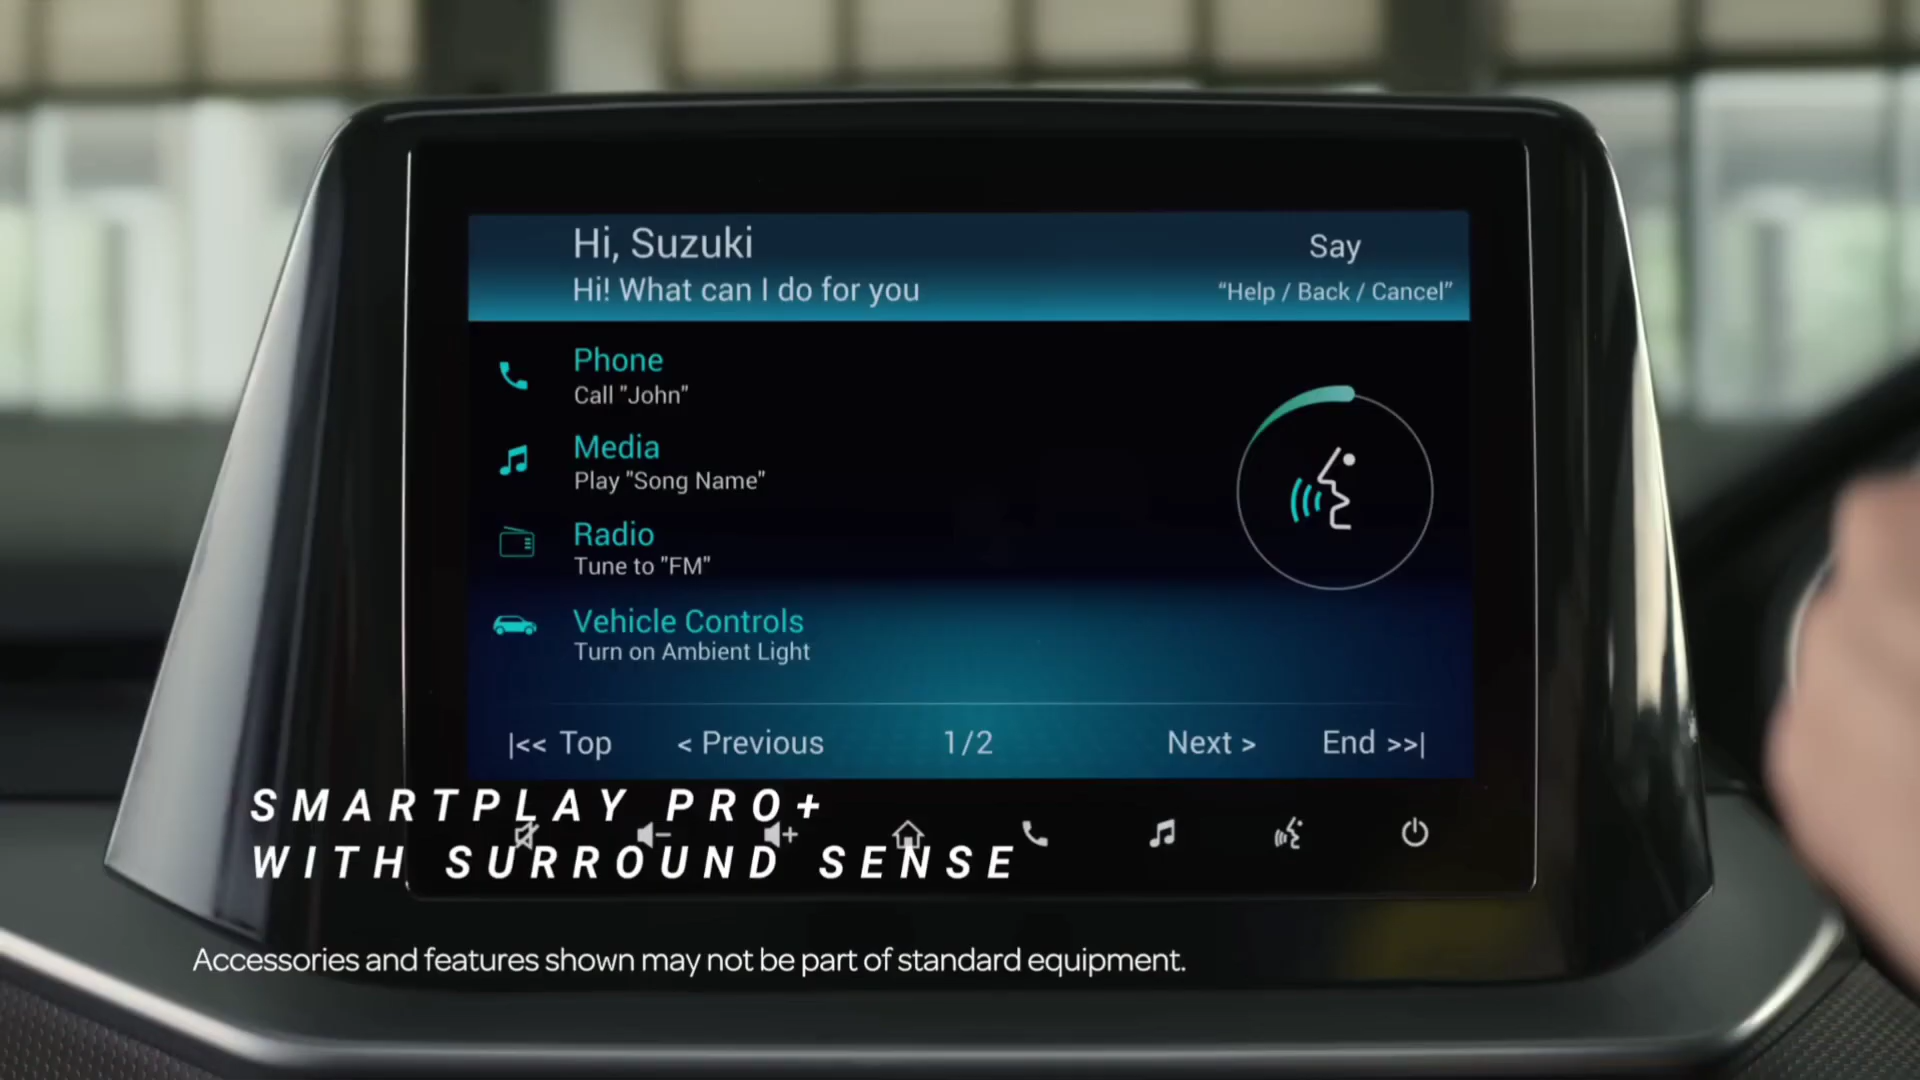 Hi, Suzuki
Hi! What can I do for you
Say
“Help / Back / Cancel”
Phone
Call "John"
Media
Play "Song Name"
Radio
Tune to "FM"
Vehicle Controls
Turn on Ambient Light
|<< Top < Previous 1/2 Next > End >>|
SMARTPLAY PRO+
WITH SURROUND SENSE
Accessories and features shown may not be part of standard equipment.